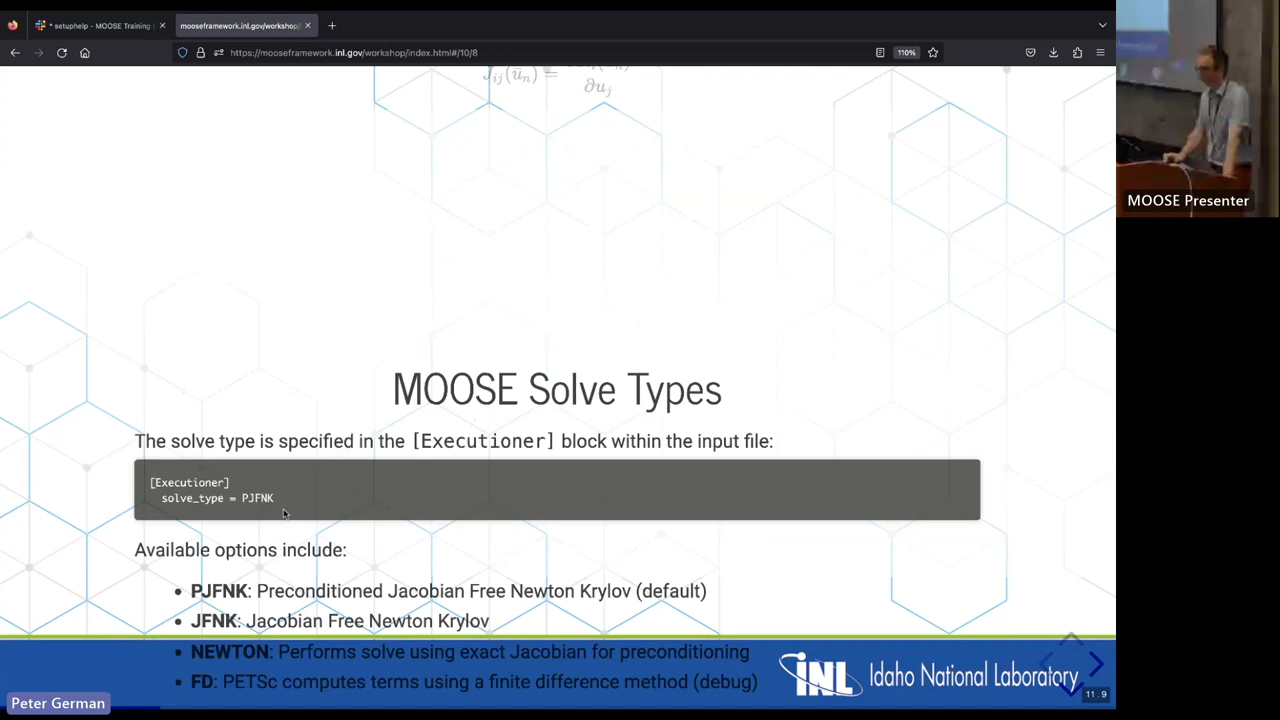 * setuphelp - MOOSE Training
mooseframework.inl.gov/workshop/
https://mooseframework.inl.gov/workshop/index.html#/10/8
110%
∂uj
MOOSE Solve Types
The solve type is specified in the [Executioner] block within the input file:
[Executioner]
solve_type = PJFNK
Available options include:
• PJFNK: Preconditioned Jacobian Free Newton Krylov (default)
• JFNK: Jacobian Free Newton Krylov
• NEWTON: Performs solve using exact Jacobian for preconditioning
• FD: PETSc computes terms using a finite difference method (debug)
INL Idaho National Laboratory
11.9
Peter German
MOOSE Presenter